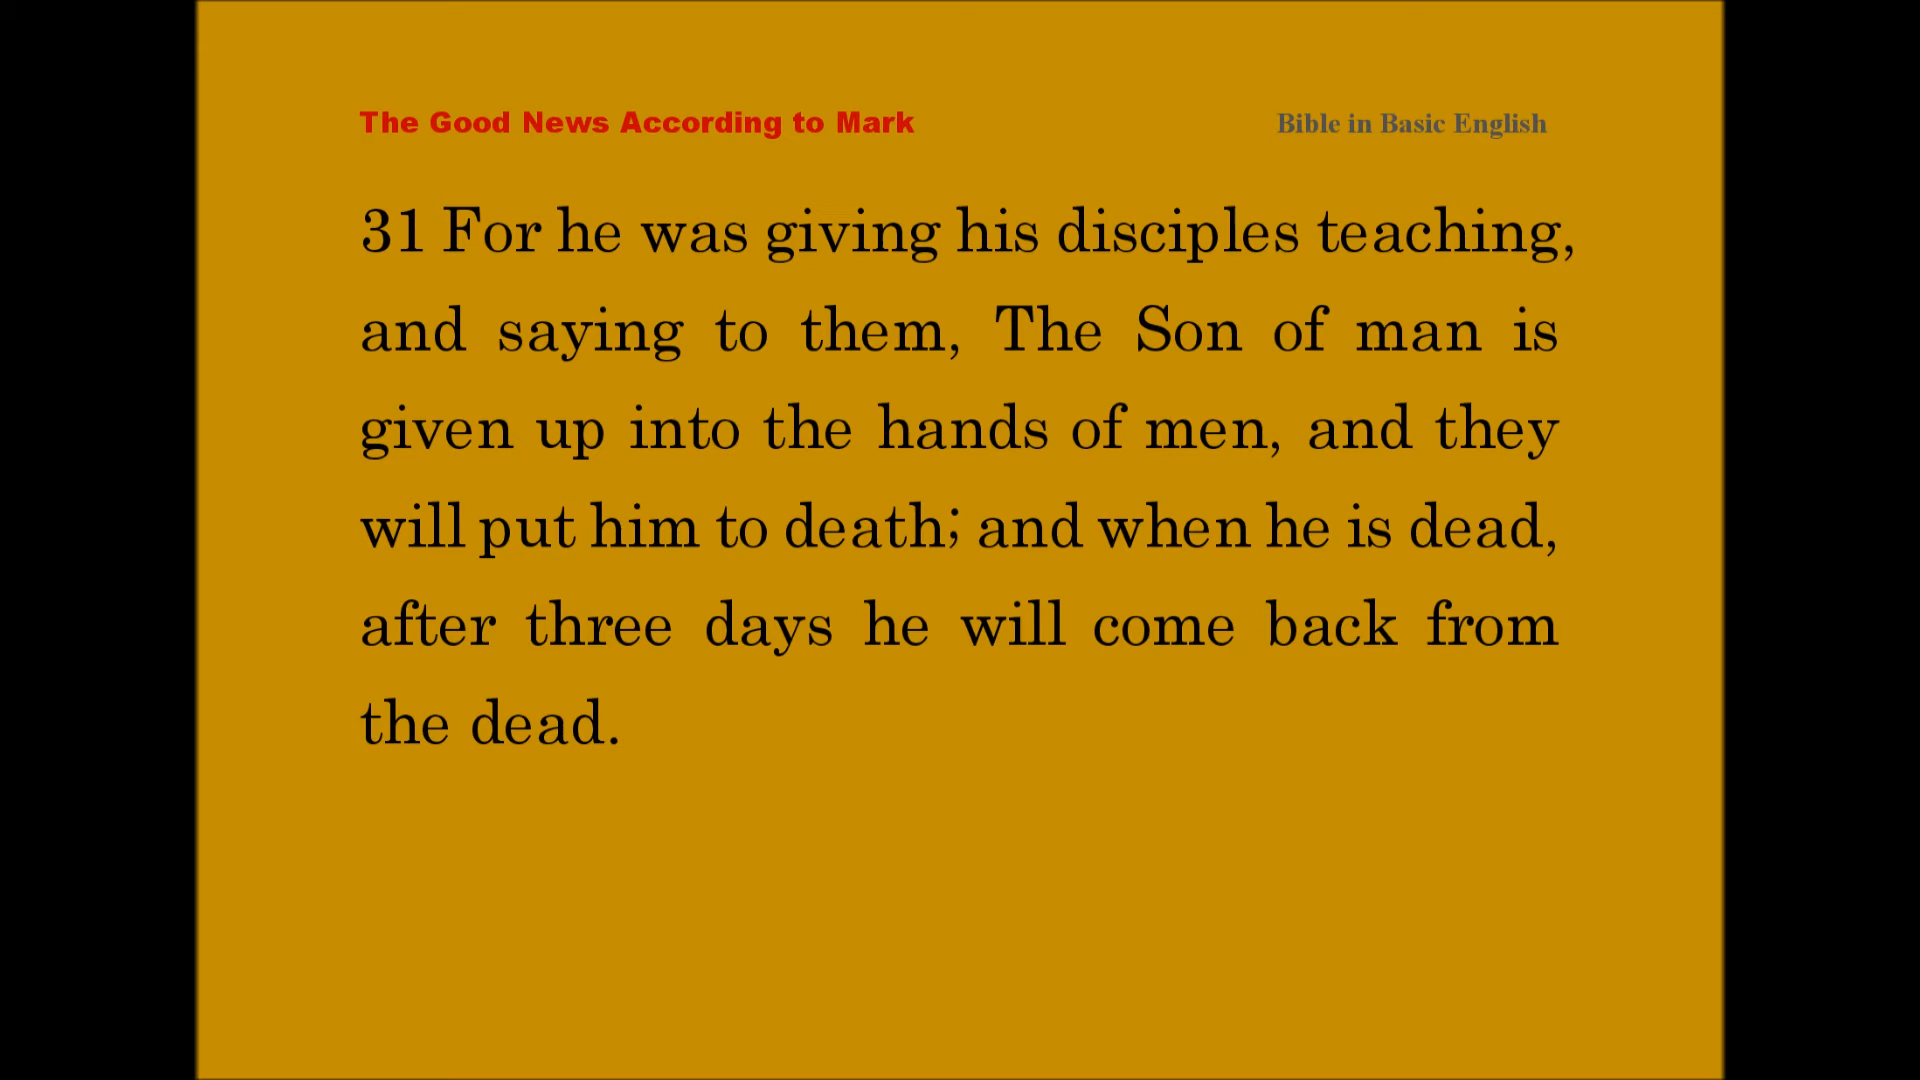 The Good News According to Mark
Bible in Basic English
31 For he was giving his disciples teaching,
and saying to them, The Son of man is
given up into the hands of men, and they
will put him to death; and when he is dead,
after three days he will come back from
the dead.